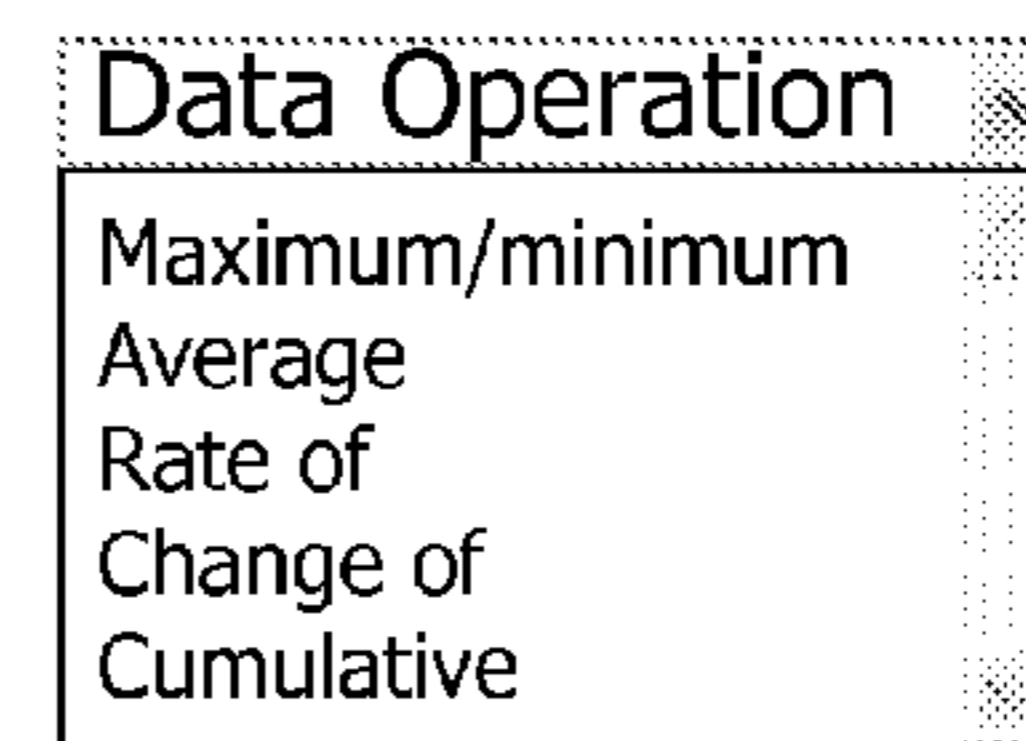 Data Operation
Maximum/minimum
Average
Rate of
Change of
Cumulative